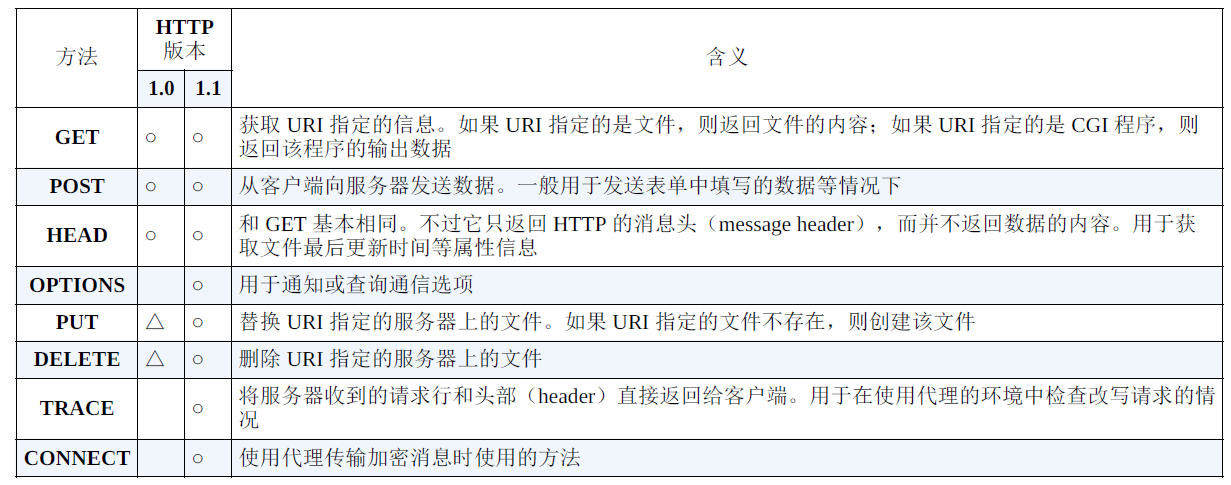 方法
HTTP
版本
含义
1.0 1.1
GET ○ ○ 获取 URI 指定的信息。如果 URI 指定的是文件，则返回文件的内容；如果 URI 指定的是 CGI 程序，则
返回该程序的输出数据
POST ○ ○ 从客户端向服务器发送数据。一般用于发送表单中填写的数据等情况下
HEAD ○ ○ 和 GET 基本相同。不过它只返回 HTTP 的消息头（message header），而并不返回数据的内容。用于获
取文件最后更新时间等属性信息
OPTIONS ○ 用于通知或查询通信选项
PUT △ ○ 替换 URI 指定的服务器上的文件。如果 URI 指定的文件不存在，则创建该文件
DELETE △ ○ 删除 URI 指定的服务器上的文件
TRACE ○ 将服务器收到的请求行和头部（header）直接返回给客户端。用于在使用代理的环境中检查改写请求的情
况
CONNECT ○ 使用代理传输加密消息时使用的方法